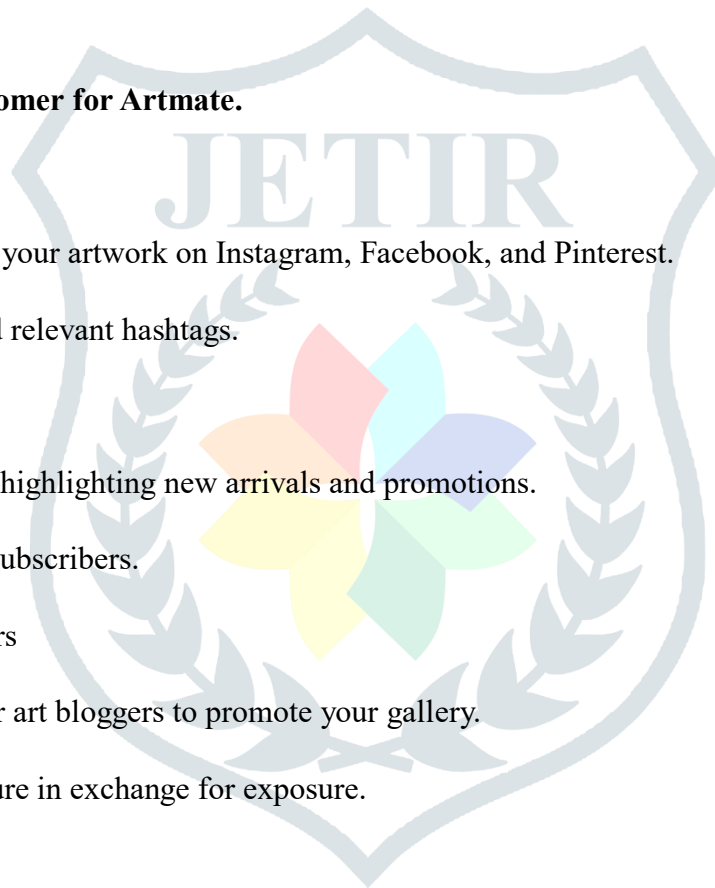 omer for Artmate.
JETIR
your artwork on Instagram, Facebook, and Pinterest.
relevant hashtags.
highlighting new arrivals and promotions.
ubscribers.
rs
art bloggers to promote your gallery.
ure in exchange for exposure.